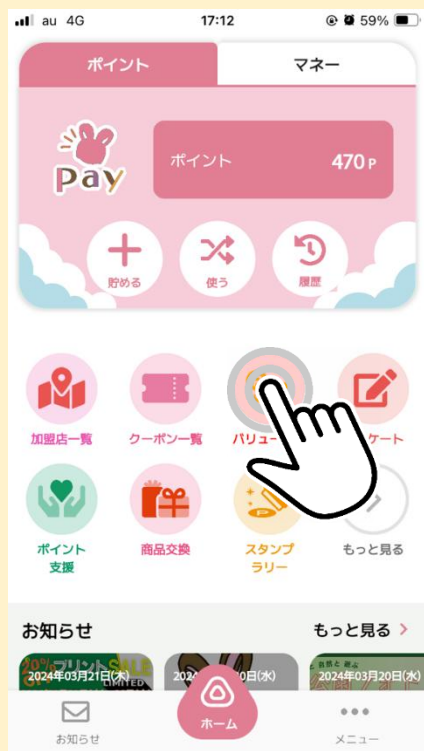 au 4G 17:12 59%
ポイント マネー
Pay
ポイント 470 P
貯める 使う 履歴
加盟店一覧 クーポン一覧 バリュー ケート
ポイント
支援
商品交換
スタンプ
ラリー
もっと見る
お知らせ もっと見る
2024年03月21日(木) 2024 0日(水) 2024年03月20日(水)
お知らせ ホーム メニュー